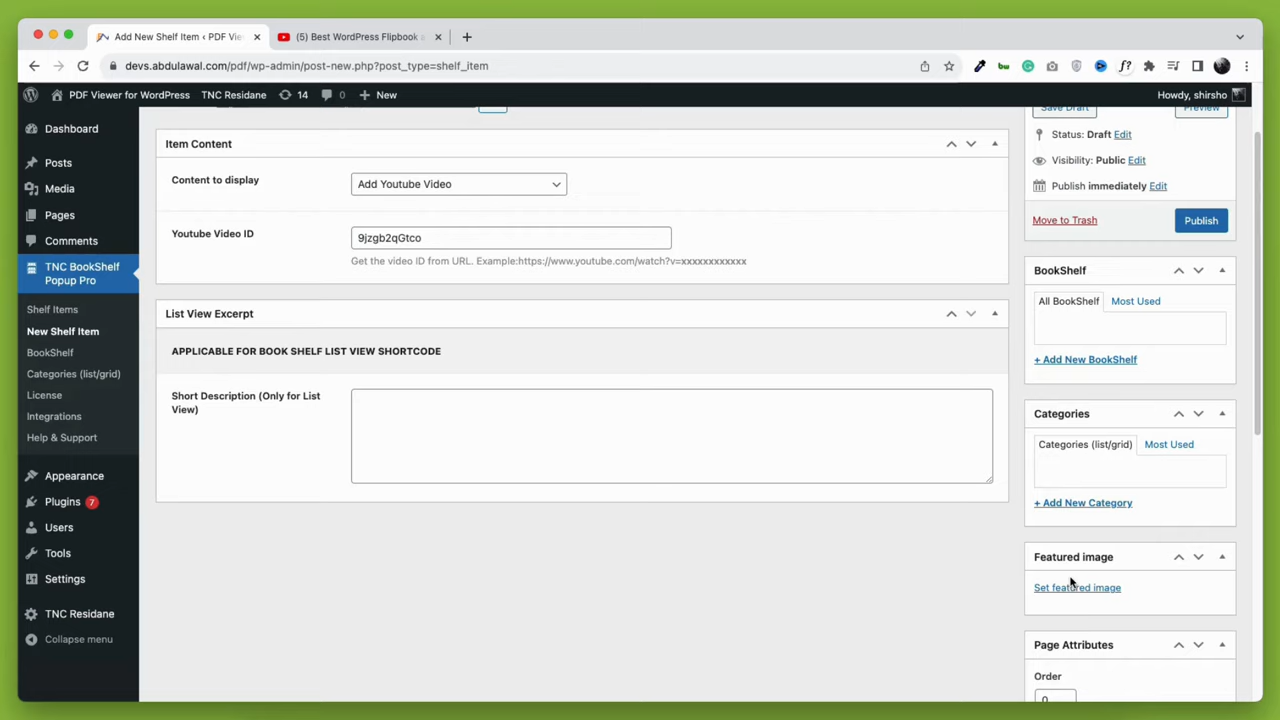 Add New Shelf Item ‹ PDF Vie
(5) Best WordPress Flipbook a
devs.abdulawal.com/pdf/wp-admin/post-new.php?post_type=shelf_item
PDF Viewer for WordPress
TNC Residane
14
0
New
Howdy, shirsho
Dashboard
Posts
Media
Pages
Comments
TNC BookShelf
Popup Pro
Shelf Items
New Shelf Item
BookShelf
Categories (list/grid)
License
Integrations
Help & Support
Appearance
Plugins 7
Users
Tools
Settings
TNC Residane
Collapse menu
Item Content
Content to display
Add Youtube Video
Youtube Video ID
9jzgb2qGtco
Get the video ID from URL. Example:https://www.youtube.com/watch?v=xxxxxxxxxxxx
List View Excerpt
APPLICABLE FOR BOOK SHELF LIST VIEW SHORTCODE
Short Description (Only for List
View)
Save Draft
Preview
Status: Draft Edit
Visibility: Public Edit
Publish immediately Edit
Move to Trash
Publish
BookShelf
All BookShelf
Most Used
+ Add New BookShelf
Categories
Categories (list/grid)
Most Used
+ Add New Category
Featured image
Set featured image
Page Attributes
Order
0